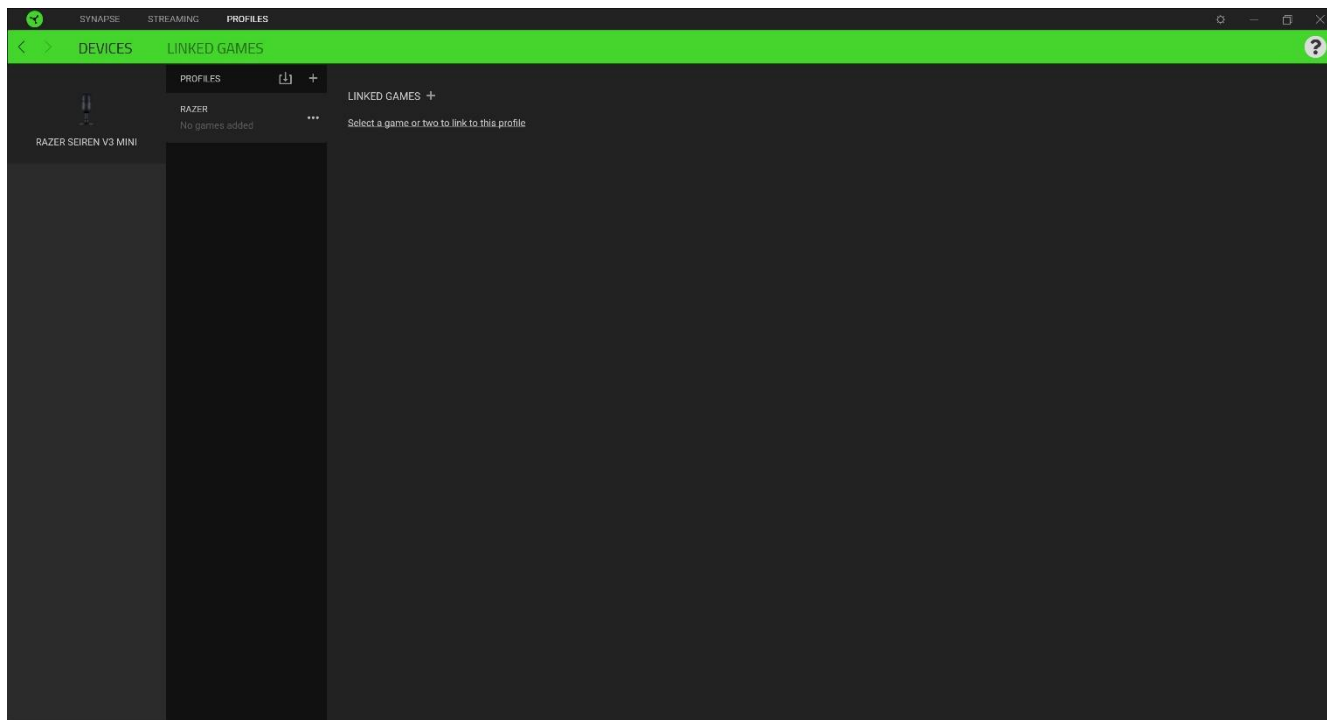 SYNAPSE STREAMING PROFILES
DEVICES LINKED GAMES
?
PROFILES
RAZER
No games added
RAZER SEIREN V3 MINI
LINKED GAMES +
Select a game or two to link to this profile